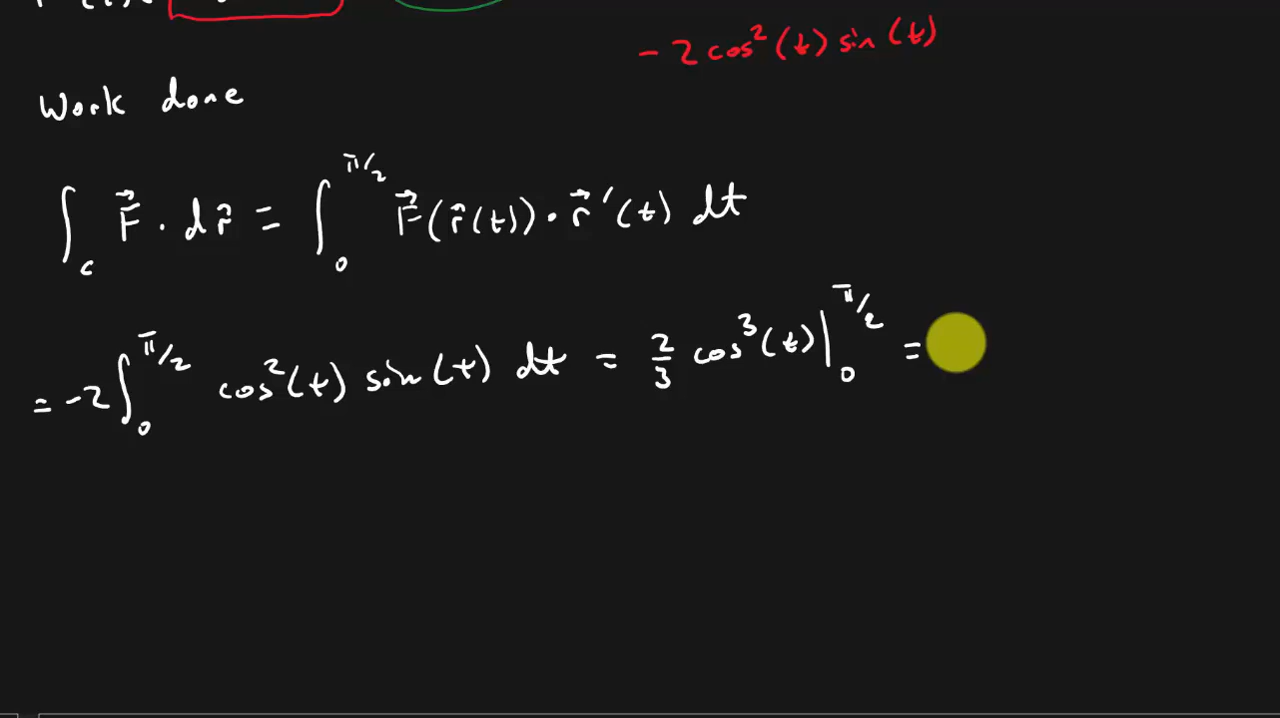 - 2 cos²(t) sin(t)
Work done
∫_C F⃗ · dr⃗ = ∫_0^{π/2} F⃗(r⃗(t)) · r⃗'(t) dt
= -2 ∫_0^{π/2} cos²(t) sin(t) dt = 2/3 cos³(t) |_0^{π/2} =